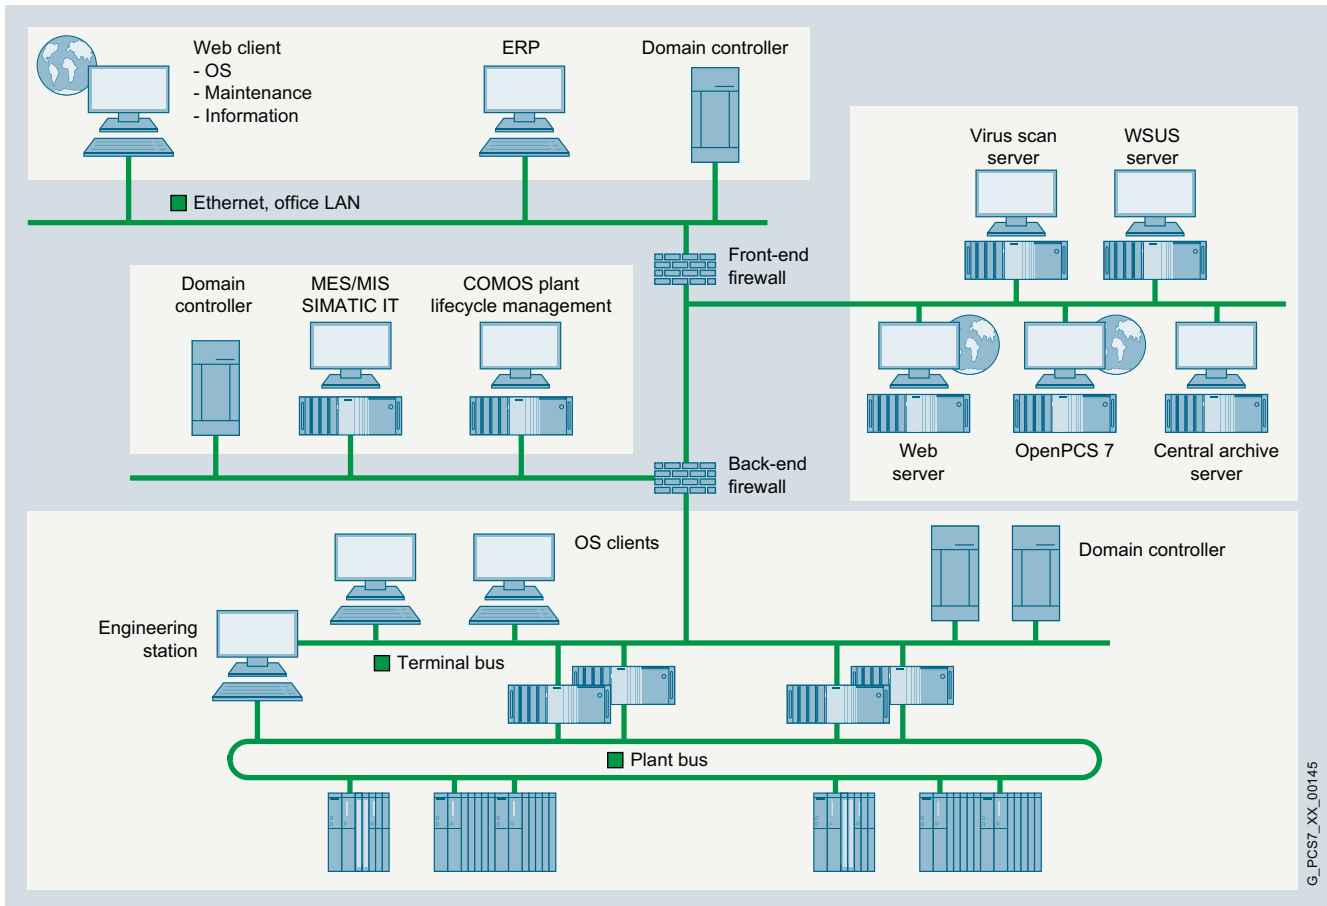 Web client
- OS
- Maintenance
- Information
ERP
Domain controller
Ethernet, office LAN
Virus scan
server
WSUS
server
Front-end
firewall
Domain
controller
MES/MIS
SIMATIC IT
COMOS plant
lifecycle management
Web
server
OpenPCS 7
Central archive
server
Back-end
firewall
OS clients
Domain controller
Engineering
station
Terminal bus
Plant bus
G_PCS7_XX_00145